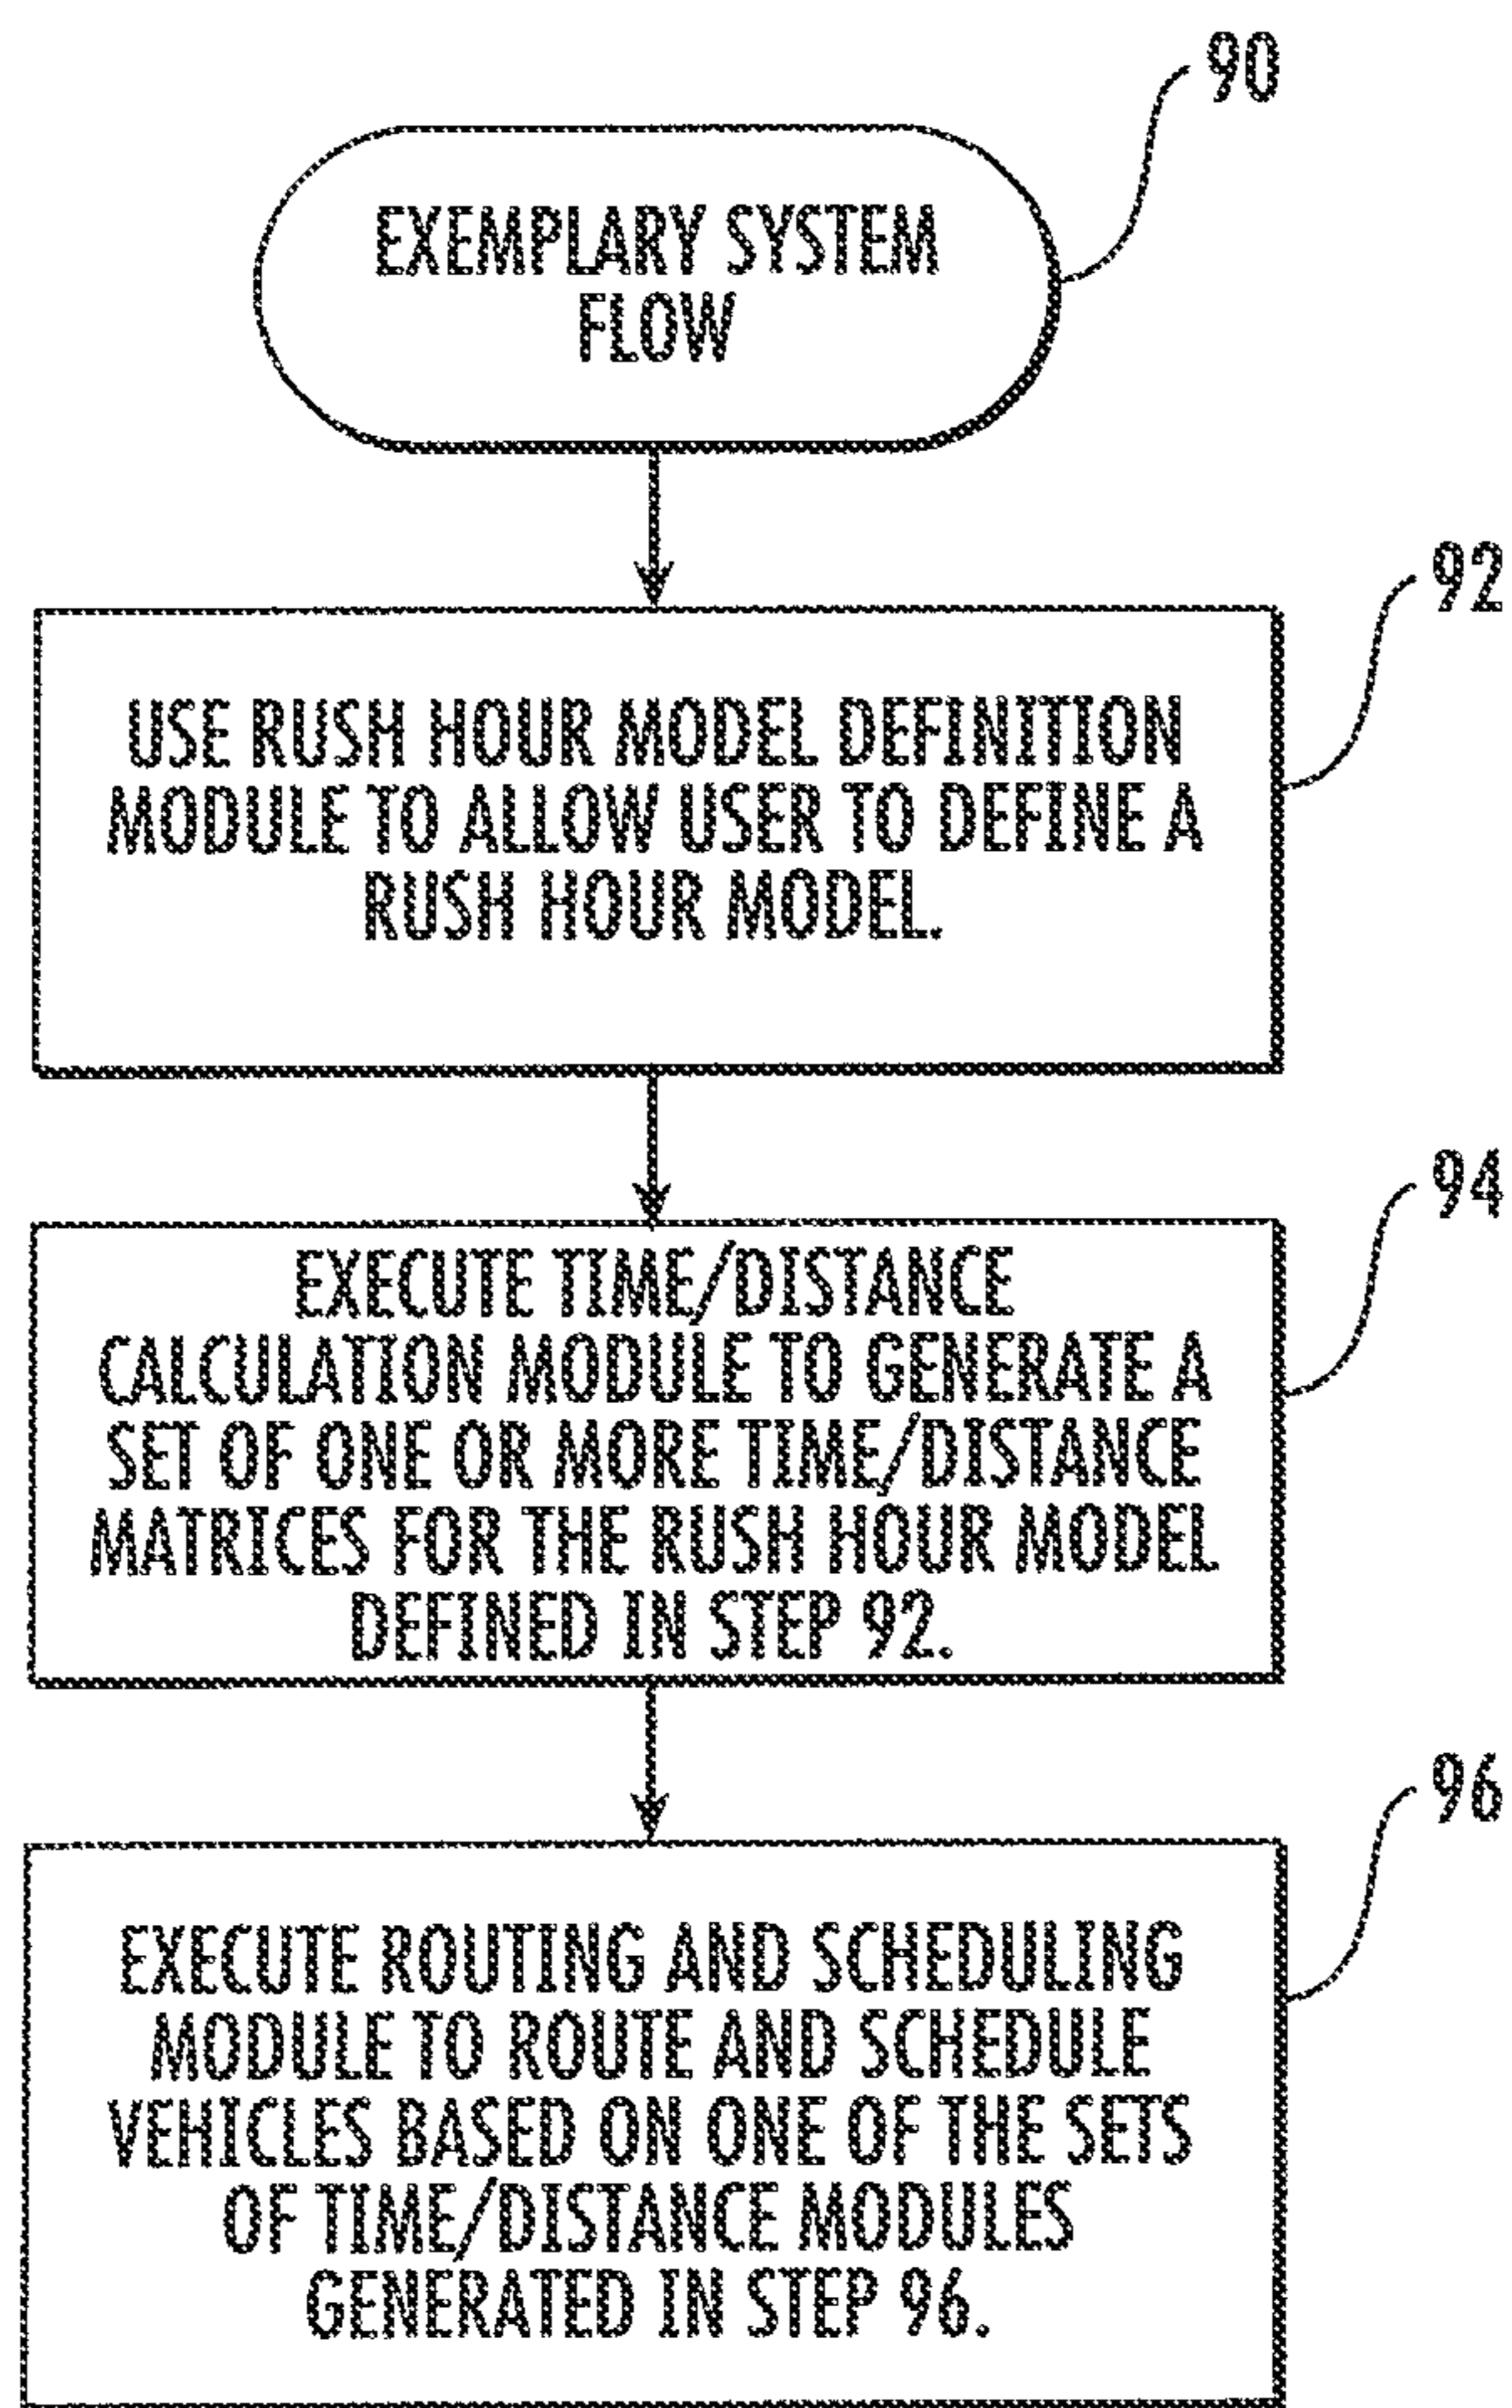 90
EXEMPLARY SYSTEM
FLOW
92
USE RUSH HOUR MODEL DEFINITION
MODULE TO ALLOW USER TO DEFINE A
RUSH HOUR MODEL.
94
EXECUTE TIME/DISTANCE
CALCULATION MODULE TO GENERATE A
SET OF ONE OR MORE TIME/DISTANCE
MATRICES FOR THE RUSH HOUR MODEL
DEFINED IN STEP 92.
96
EXECUTE ROUTING AND SCHEDULING
MODULE TO ROUTE AND SCHEDULE
VEHICLES BASED ON ONE OF THE SETS
OF TIME/DISTANCE MODULES
GENERATED IN STEP 96.